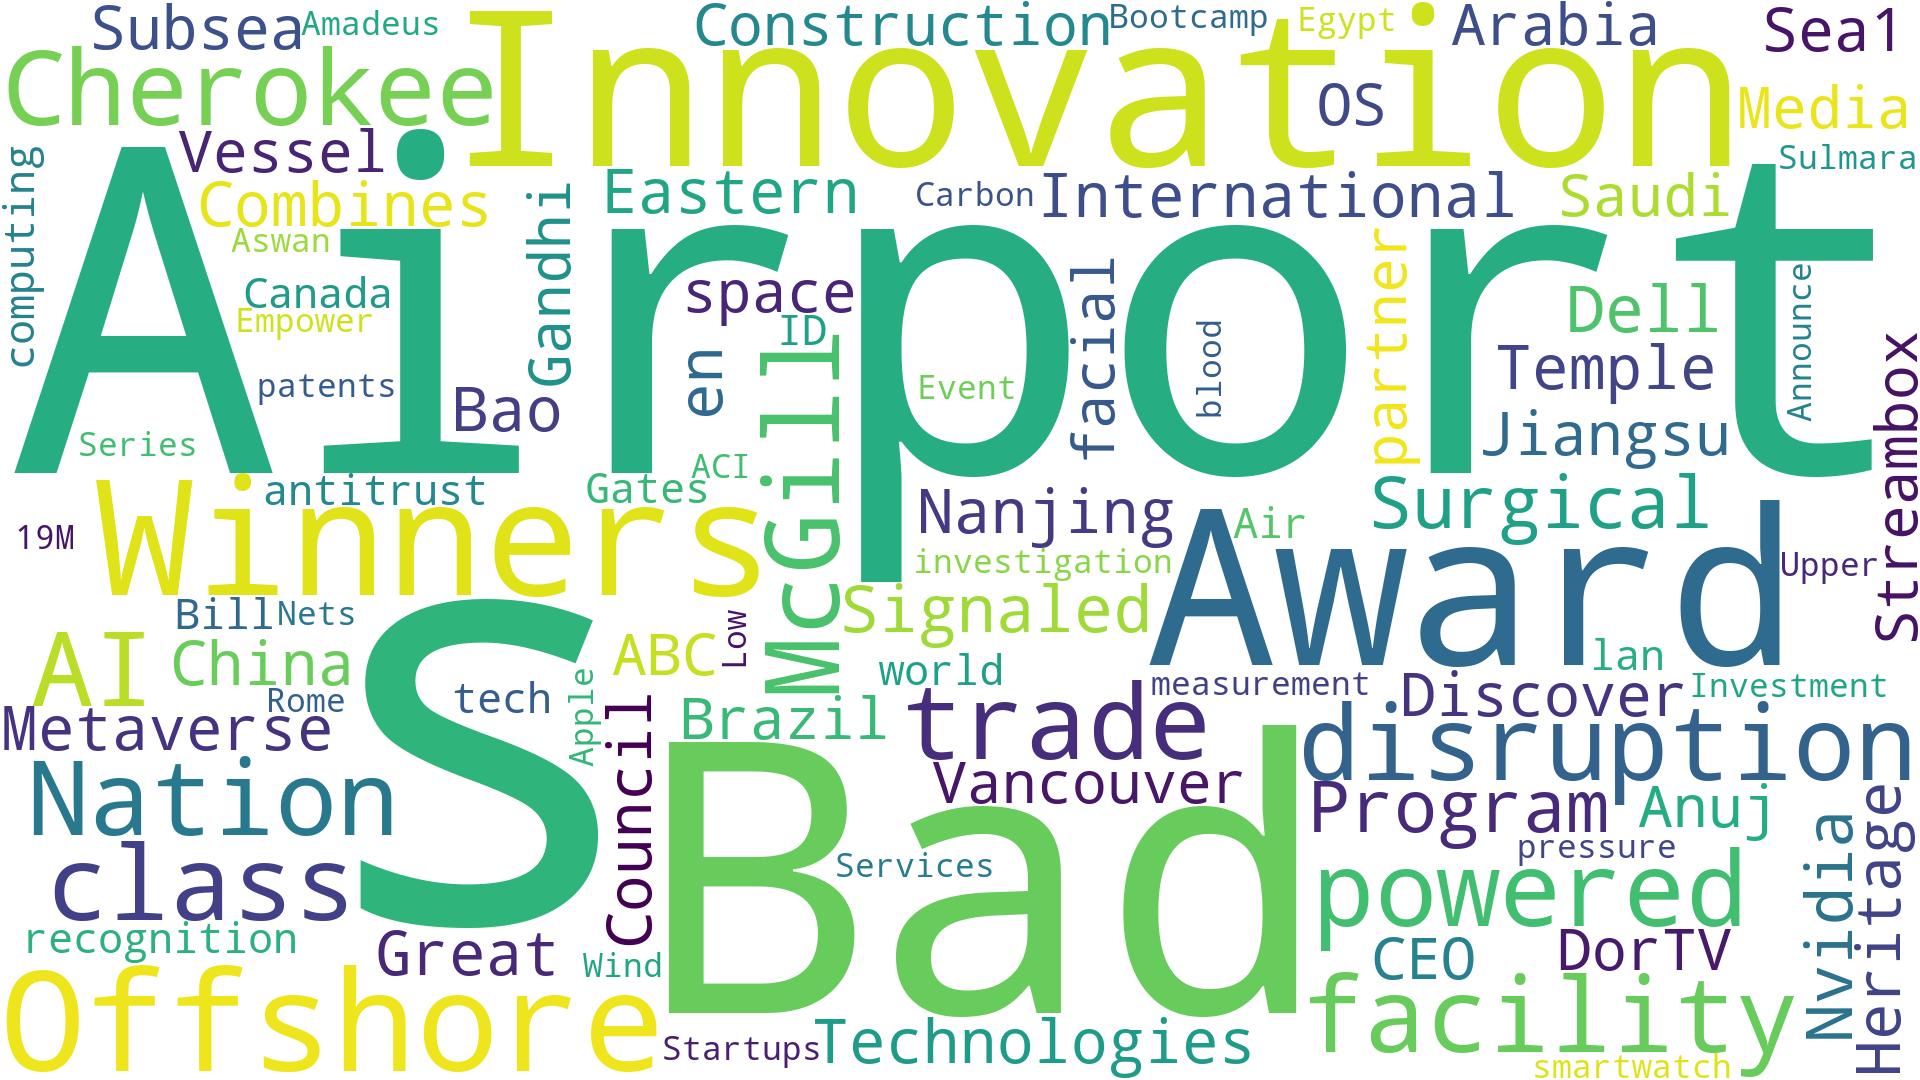 Subsea
Amadeus
Construction
Bootcamp
Egypt
Arabia
Sea1
Cherokee
Innovation
OS
Media
Vessel
Sulmara
computing
Combines
Gandhi
Eastern
Carbon
International
Saudi
Airport
Aswan
Canada
Empower
space
ID
facial
partner
Dell
Announce
patents
Bao
en
McGill
Event
blood
Temple
Streambox
Series
Jiangsu
ACI
antitrust
Gates
Winners
19M
Nanjing
Air
Surgical
Award
investigation
Upper
Bill
Nets
Signaled
Low
AI
China
ABC
world
lan
Rome
tech
Apple
measurement
Discover
Investment
Metaverse
S
Council
Brazil
trade
disruption
Nation
Bad
Vancouver
Program
Anuj
Nvidia
Heritage
class
Services
pressure
powered
recognition
Great
Wind
CEO
DorTV
Offshore
facility
Startups
Technologies
smartwatch